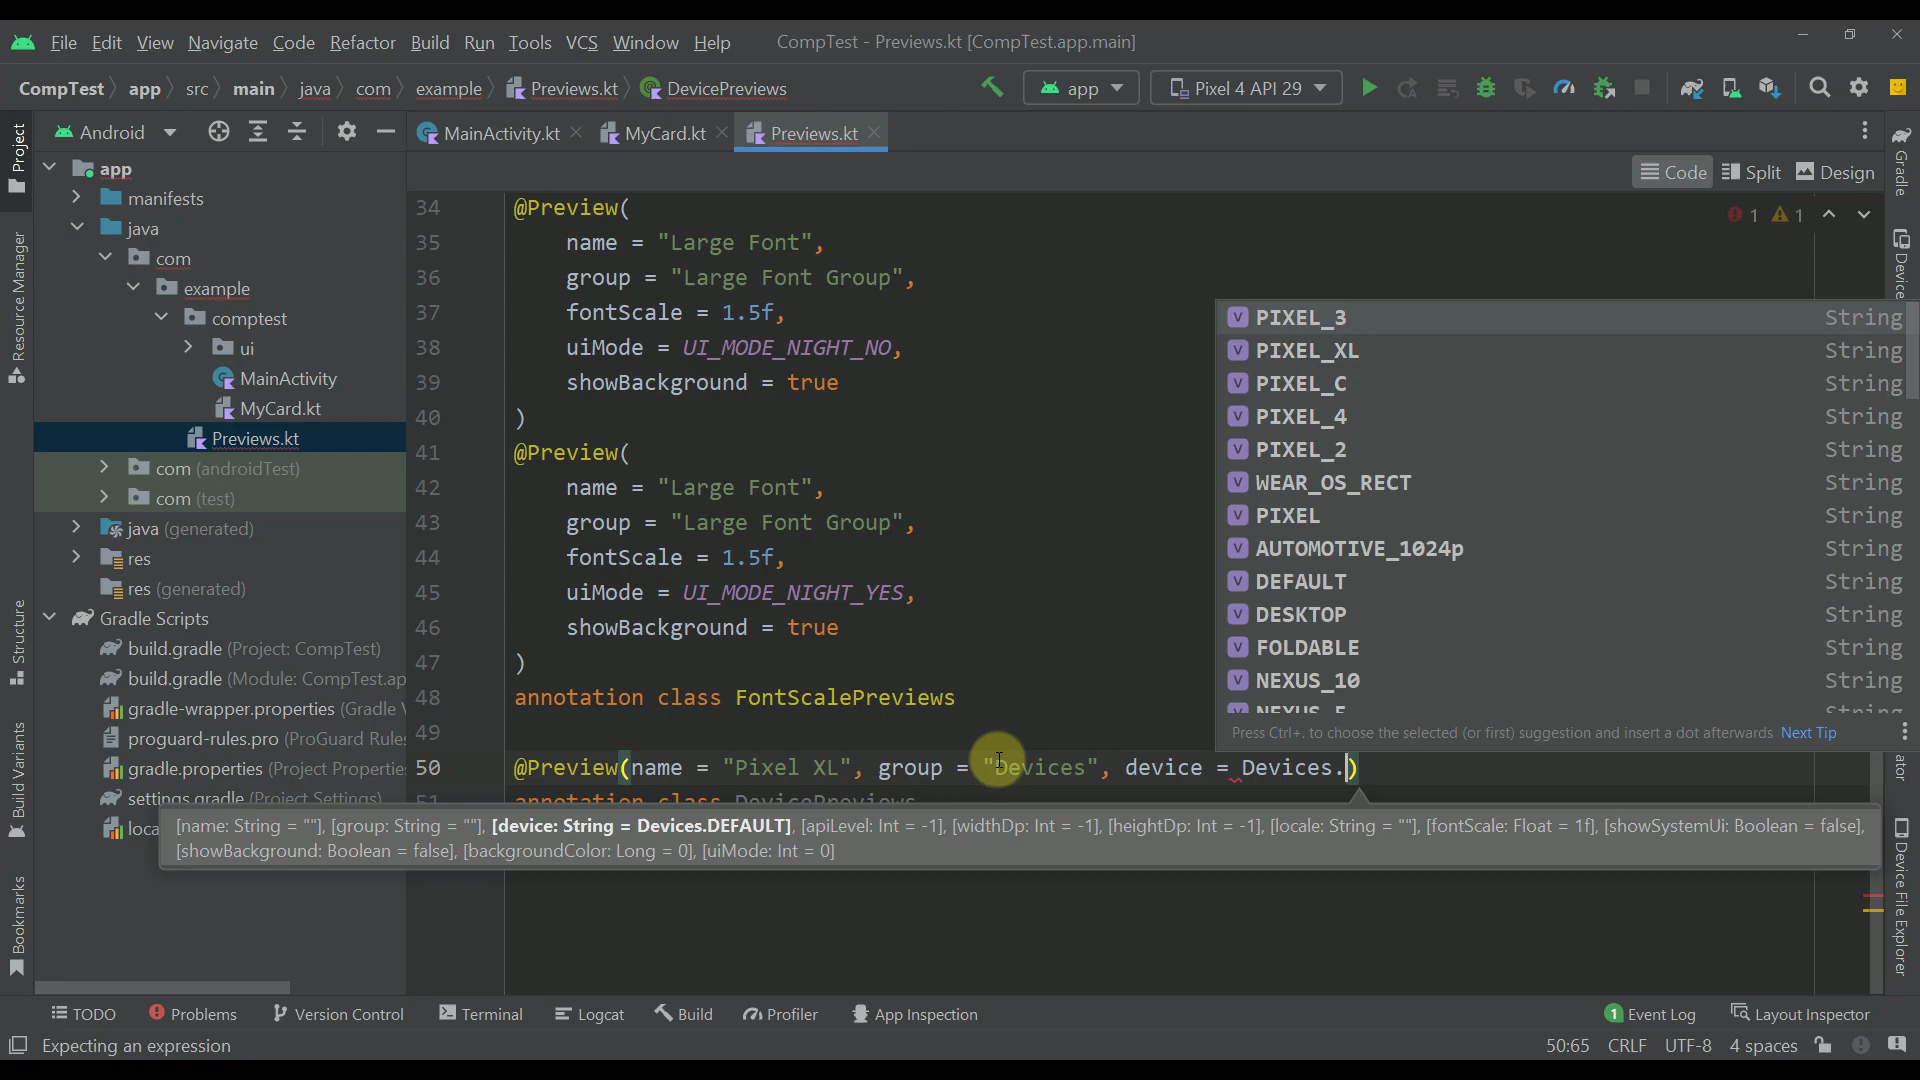 File Edit View Navigate Code Refactor Build Run Tools VCS Window Help CompTest - Previews.kt [CompTest.app.main]
CompTest app src main java com example Previews.kt DevicePreviews app Pixel 4 API 29
Android MainActivity.kt MyCard.kt Previews.kt
Code Split Design
Project
Resource Manager
Structure
Build Variants
Bookmarks
app
manifests
java
com
example
comptest
ui
MainActivity
MyCard.kt
Previews.kt
com (androidTest)
com (test)
java (generated)
res
res (generated)
Gradle Scripts
build.gradle (Project: CompTest)
build.gradle (Module: CompTest.ap
gradle-wrapper.properties (Gradle
proguard-rules.pro (ProGuard Rule
gradle.properties (Project Properties
settings.gradle (Project Settings)
loca
1 1
34 @Preview(
35 name = "Large Font",
36 group = "Large Font Group",
37 fontScale = 1.5f,
38 uiMode = UI_MODE_NIGHT_NO,
39 showBackground = true
40 )
41 @Preview(
42 name = "Large Font",
43 group = "Large Font Group",
44 fontScale = 1.5f,
45 uiMode = UI_MODE_NIGHT_YES,
46 showBackground = true
47 )
48 annotation class FontScalePreviews
49
50 @Preview(name = "Pixel XL", group = "Devices", device = Devices.)
51 annotation class DevicePreviews
V PIXEL_3 String
V PIXEL_XL String
V PIXEL_C String
V PIXEL_4 String
V PIXEL_2 String
V WEAR_OS_RECT String
V PIXEL String
V AUTOMOTIVE_1024p String
V DEFAULT String
V DESKTOP String
V FOLDABLE String
V NEXUS_10 String
NEXUS_5 String
Press Ctrl+. to choose the selected (or first) suggestion and insert a dot afterwards Next Tip
[name: String = ""], [group: String = ""], [device: String = Devices.DEFAULT], [apiLevel: Int = -1], [widthDp: Int = -1], [heightDp: Int = -1], [locale: String = ""], [fontScale: Float = 1f], [showSystemUi: Boolean = false],
[showBackground: Boolean = false], [backgroundColor: Long = 0], [uiMode: Int = 0]
Gradle
Device
ator
Device File Explorer
TODO Problems Version Control Terminal Logcat Build Profiler App Inspection 1 Event Log Layout Inspector
Expecting an expression 50:65 CRLF UTF-8 4 spaces